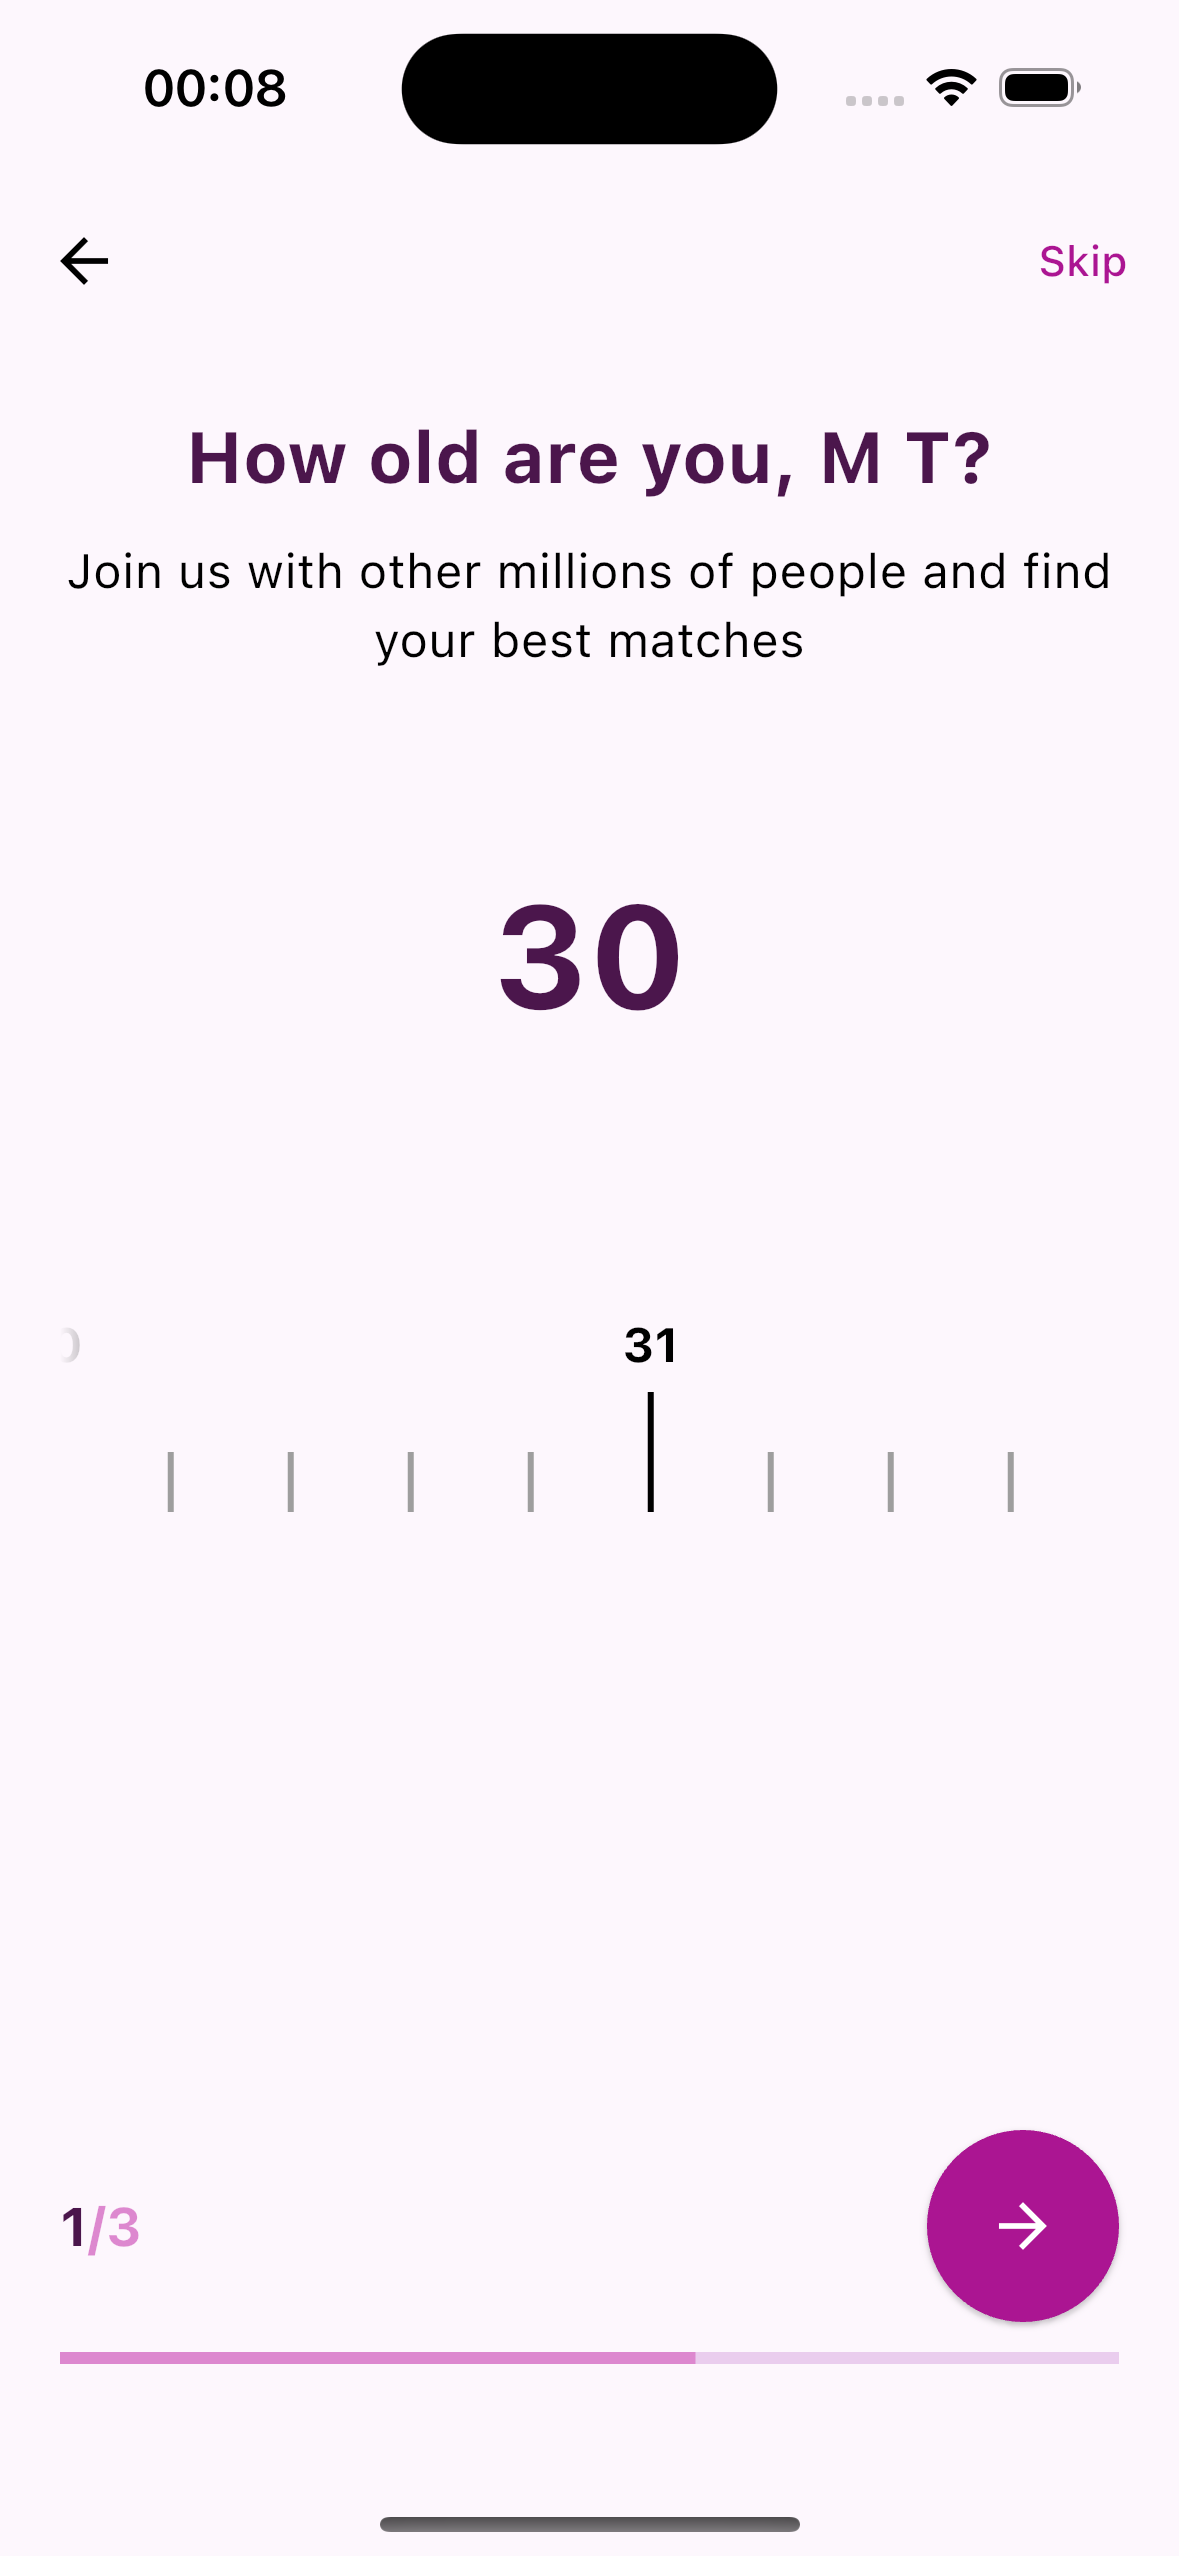 00:08
Skip
How old are you, M T?
Join us with other millions of people and find
your best matches
30
31
1/3